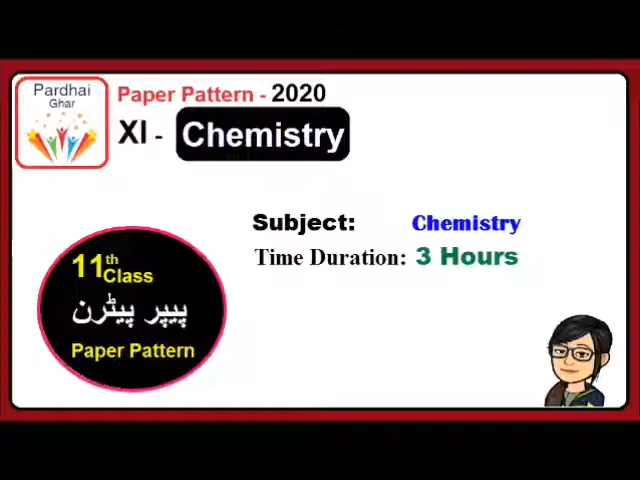 Pardhai
Ghar
Paper Pattern - 2020
XI - Chemistry
Subject: Chemistry
Time Duration: 3 Hours
11th
Class
پیپر پیٹرن
Paper Pattern